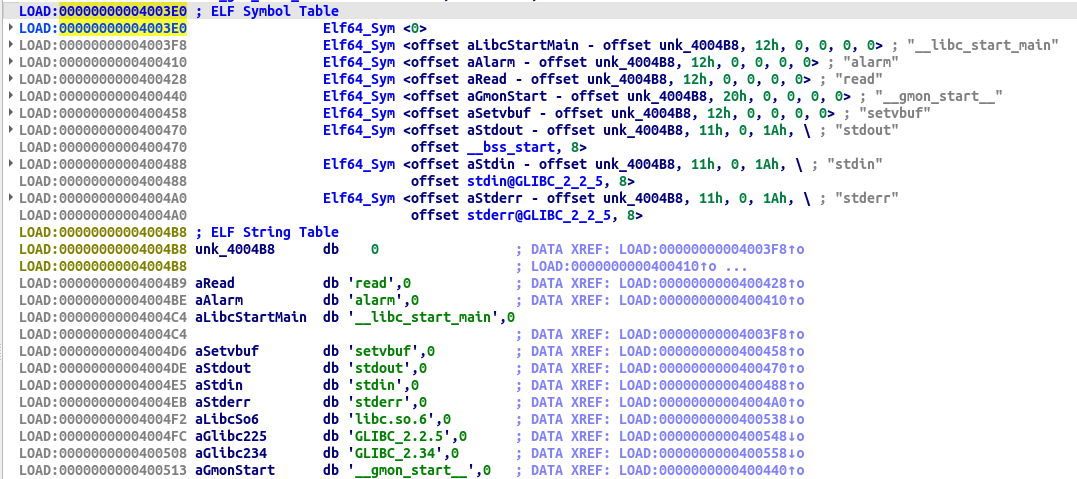 LOAD:00000000004003E0 ; ELF Symbol Table
LOAD:00000000004003E0 Elf64_Sym <0>
LOAD:00000000004003F8 Elf64_Sym <offset aLibcStartMain - offset unk_4004B8, 12h, 0, 0, 0, 0> ; "__libc_start_main"
LOAD:0000000000400410 Elf64_Sym <offset aAlarm - offset unk_4004B8, 12h, 0, 0, 0, 0> ; "alarm"
LOAD:0000000000400428 Elf64_Sym <offset aRead - offset unk_4004B8, 12h, 0, 0, 0, 0> ; "read"
LOAD:0000000000400440 Elf64_Sym <offset aGmonStart - offset unk_4004B8, 20h, 0, 0, 0, 0> ; "__gmon_start__"
LOAD:0000000000400458 Elf64_Sym <offset aSetvbuf - offset unk_4004B8, 12h, 0, 0, 0, 0> ; "setvbuf"
LOAD:0000000000400470 Elf64_Sym <offset aStdout - offset unk_4004B8, 11h, 0, 1Ah, \ ; "stdout"
LOAD:0000000000400470 offset __bss_start, 8>
LOAD:0000000000400488 Elf64_Sym <offset aStdin - offset unk_4004B8, 11h, 0, 1Ah, \ ; "stdin"
LOAD:0000000000400488 offset stdin@GLIBC_2_2_5, 8>
LOAD:00000000004004A0 Elf64_Sym <offset aStderr - offset unk_4004B8, 11h, 0, 1Ah, \ ; "stderr"
LOAD:00000000004004A0 offset stderr@GLIBC_2_2_5, 8>
LOAD:00000000004004B8 ; ELF String Table
LOAD:00000000004004B8 unk_4004B8 db 0 ; DATA XREF: LOAD:00000000004003F8↑o
LOAD:00000000004004B8 ; LOAD:0000000000400410↑o ...
LOAD:00000000004004B9 aRead db 'read',0 ; DATA XREF: LOAD:0000000000400428↑o
LOAD:00000000004004BE aAlarm db 'alarm',0 ; DATA XREF: LOAD:0000000000400410↑o
LOAD:00000000004004C4 aLibcStartMain db '__libc_start_main',0
LOAD:00000000004004C4 ; DATA XREF: LOAD:00000000004003F8↑o
LOAD:00000000004004D6 aSetvbuf db 'setvbuf',0 ; DATA XREF: LOAD:0000000000400458↑o
LOAD:00000000004004DE aStdout db 'stdout',0 ; DATA XREF: LOAD:0000000000400470↑o
LOAD:00000000004004E5 aStdin db 'stdin',0 ; DATA XREF: LOAD:0000000000400488↑o
LOAD:00000000004004EB aStderr db 'stderr',0 ; DATA XREF: LOAD:00000000004004A0↑o
LOAD:00000000004004F2 aLibcSo6 db 'libc.so.6',0 ; DATA XREF: LOAD:0000000000400538↓o
LOAD:00000000004004FC aGlibc225 db 'GLIBC_2.2.5',0 ; DATA XREF: LOAD:0000000000400548↓o
LOAD:0000000000400508 aGlibc234 db 'GLIBC_2.34',0 ; DATA XREF: LOAD:0000000000400558↓o
LOAD:0000000000400513 aGmonStart db '__gmon_start__',0 ; DATA XREF: LOAD:0000000000400440↑o